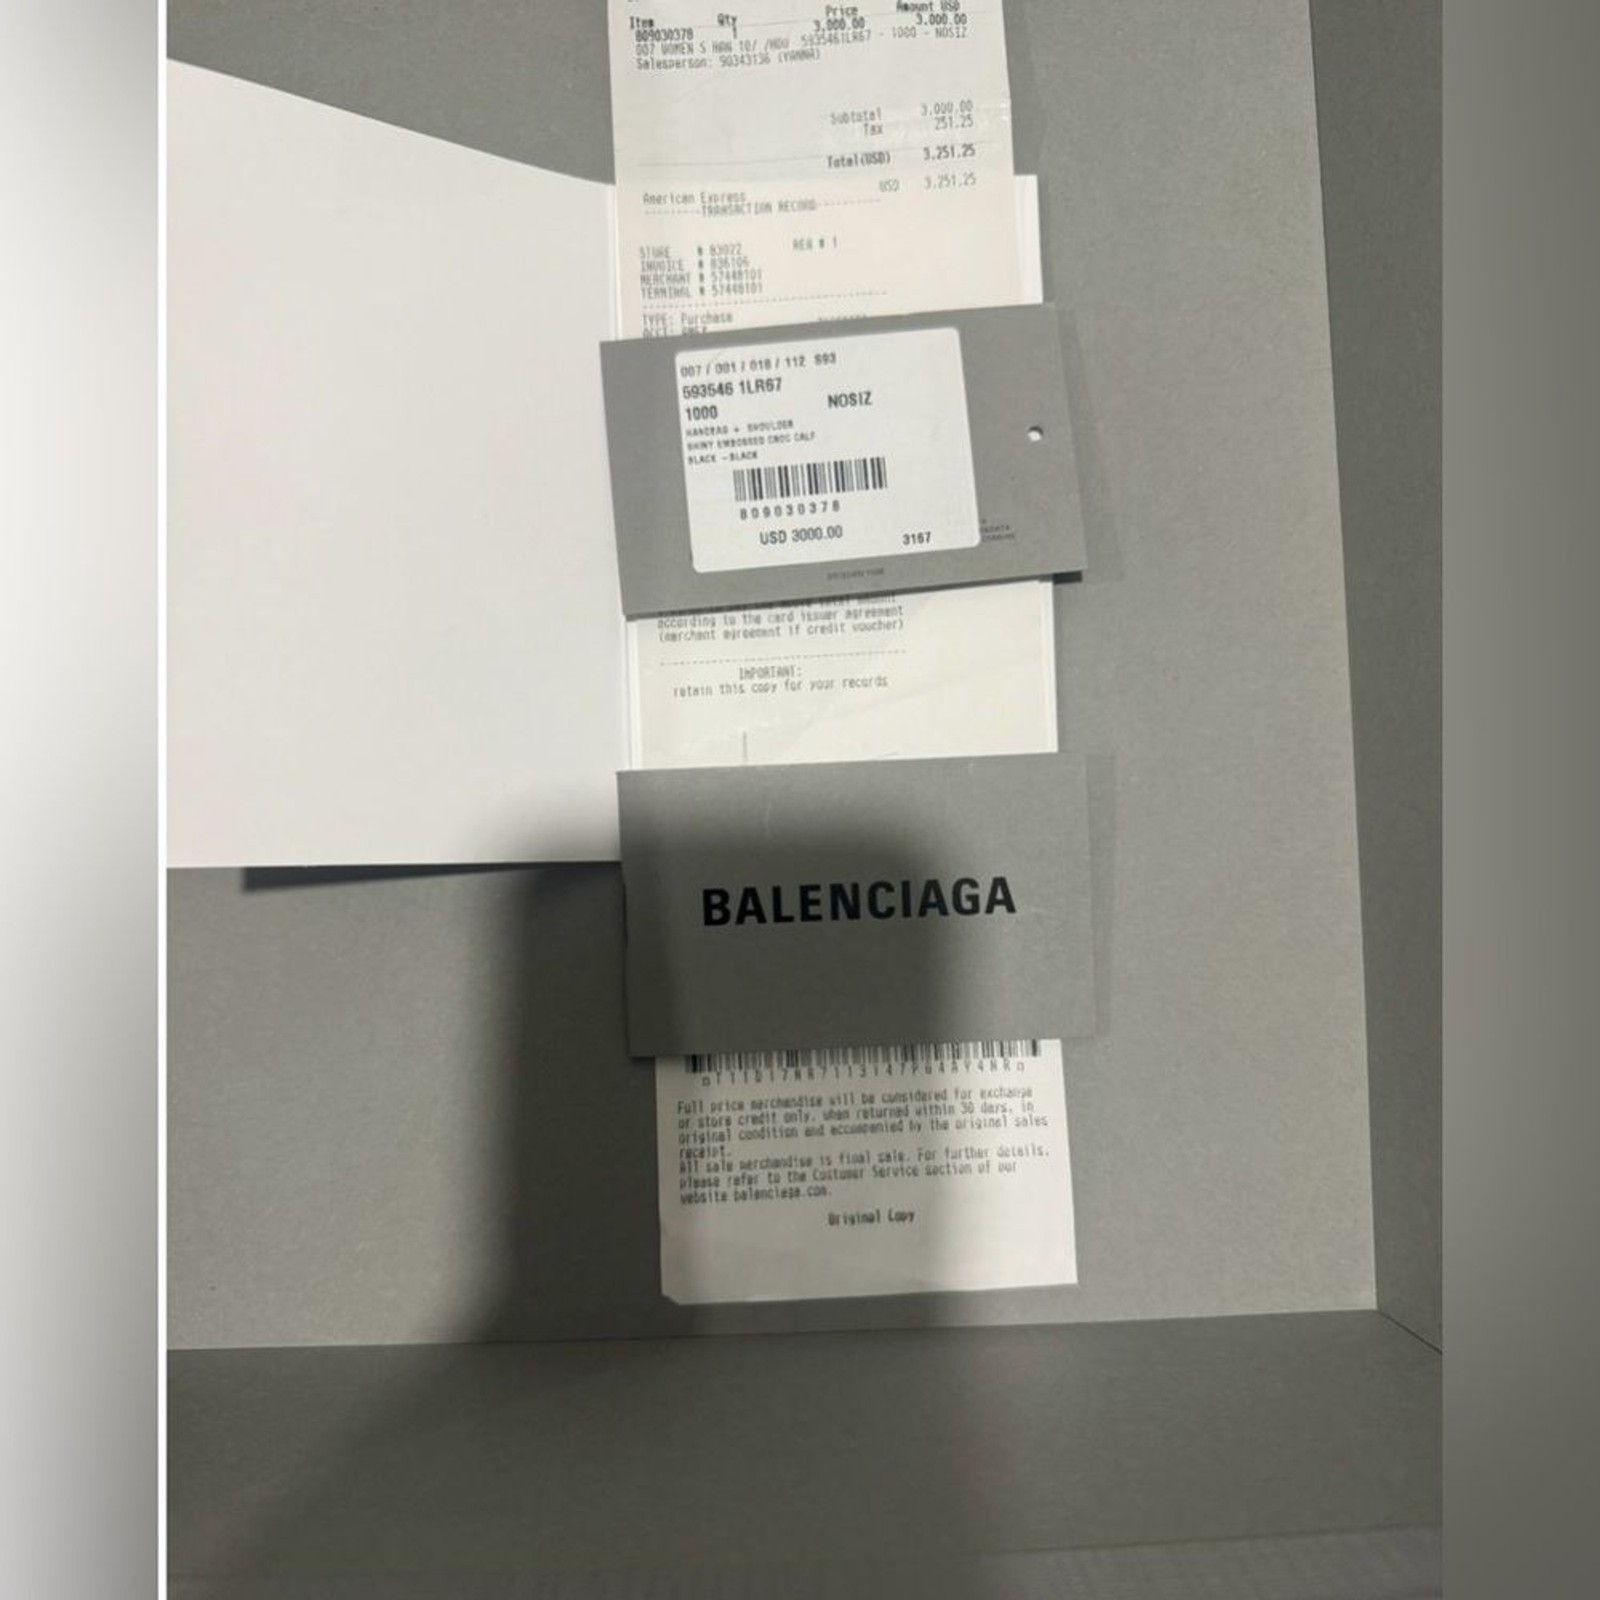 Item Qty Price Amount USD
809030378 1 3,000.00 3,000.00
007 WOMEN S HAN 10/ /HOU 5935461LR67 - 1000 - NOSIZ
Salesperson: 90343136 (YANNA)
Subtotal 3,000.00
Tax 251.25
Total(USD) 3,251.25
American Express USD 3,251.25
---------TRANSACTION RECORD---------
STORE # 83922 REG # 1
INVOICE # 836106
MERCHANT # 57448101
TERMINAL # 57448101
TYPE: Purchase
ACCT: AMEX
007 / 001 / 018 / 112 S93
593546 1LR67
1000 NOSIZ
HANDBAG + SHOULDER
SHINY EMBOSSED CROC CALF
BLACK -BLACK
809030378
USD 3000.00 3167
according to the card issuer agreement
(merchant agreement if credit voucher)
IMPORTANT:
retain this copy for your records
BALENCIAGA
Full price merchandise will be considered for exchange
or store credit only, when returned within 30 days, in
original condition and accompanied by the original sales
receipt.
All sale merchandise is final sale. For further details,
please refer to the Customer Service section of our
website balenciaga.com.
Original Copy